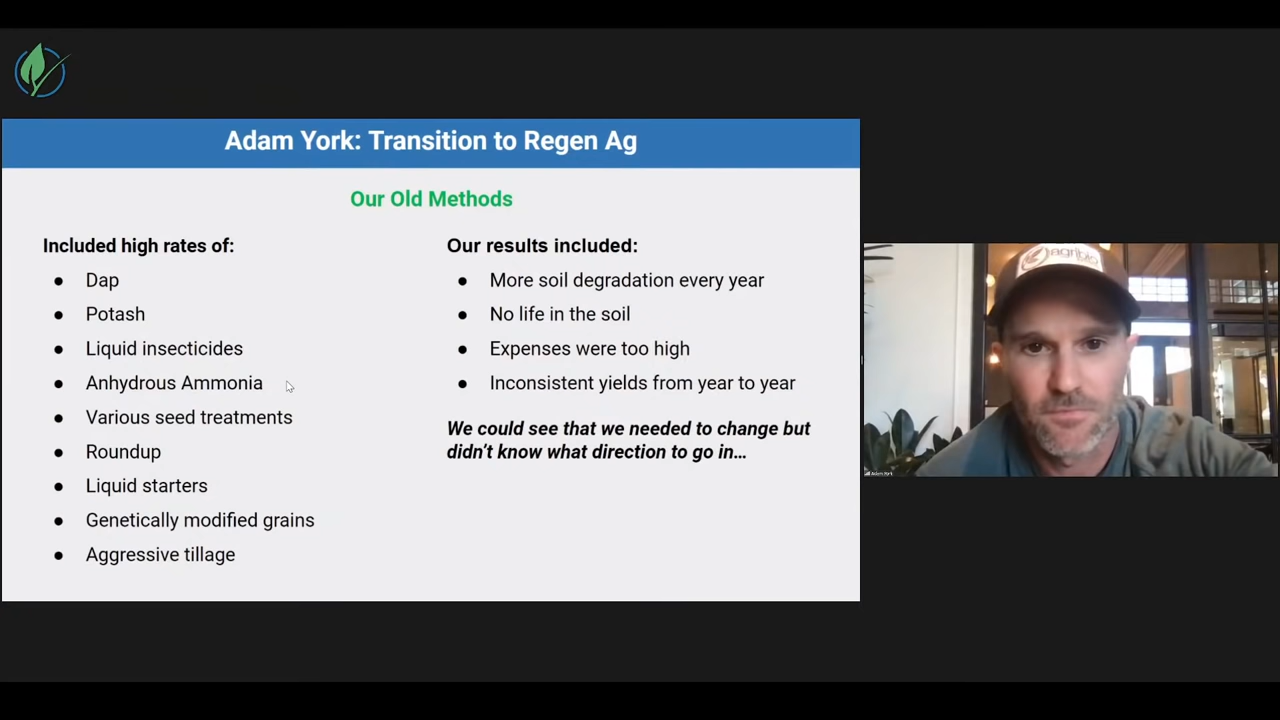 Adam York: Transition to Regen Ag
Our Old Methods
Included high rates of:
● Dap
● Potash
● Liquid insecticides
● Anhydrous Ammonia
● Various seed treatments
● Roundup
● Liquid starters
● Genetically modified grains
● Aggressive tillage
Our results included:
● More soil degradation every year
● No life in the soil
● Expenses were too high
● Inconsistent yields from year to year
We could see that we needed to change but
didn't know what direction to go in...
agribio
Adam York